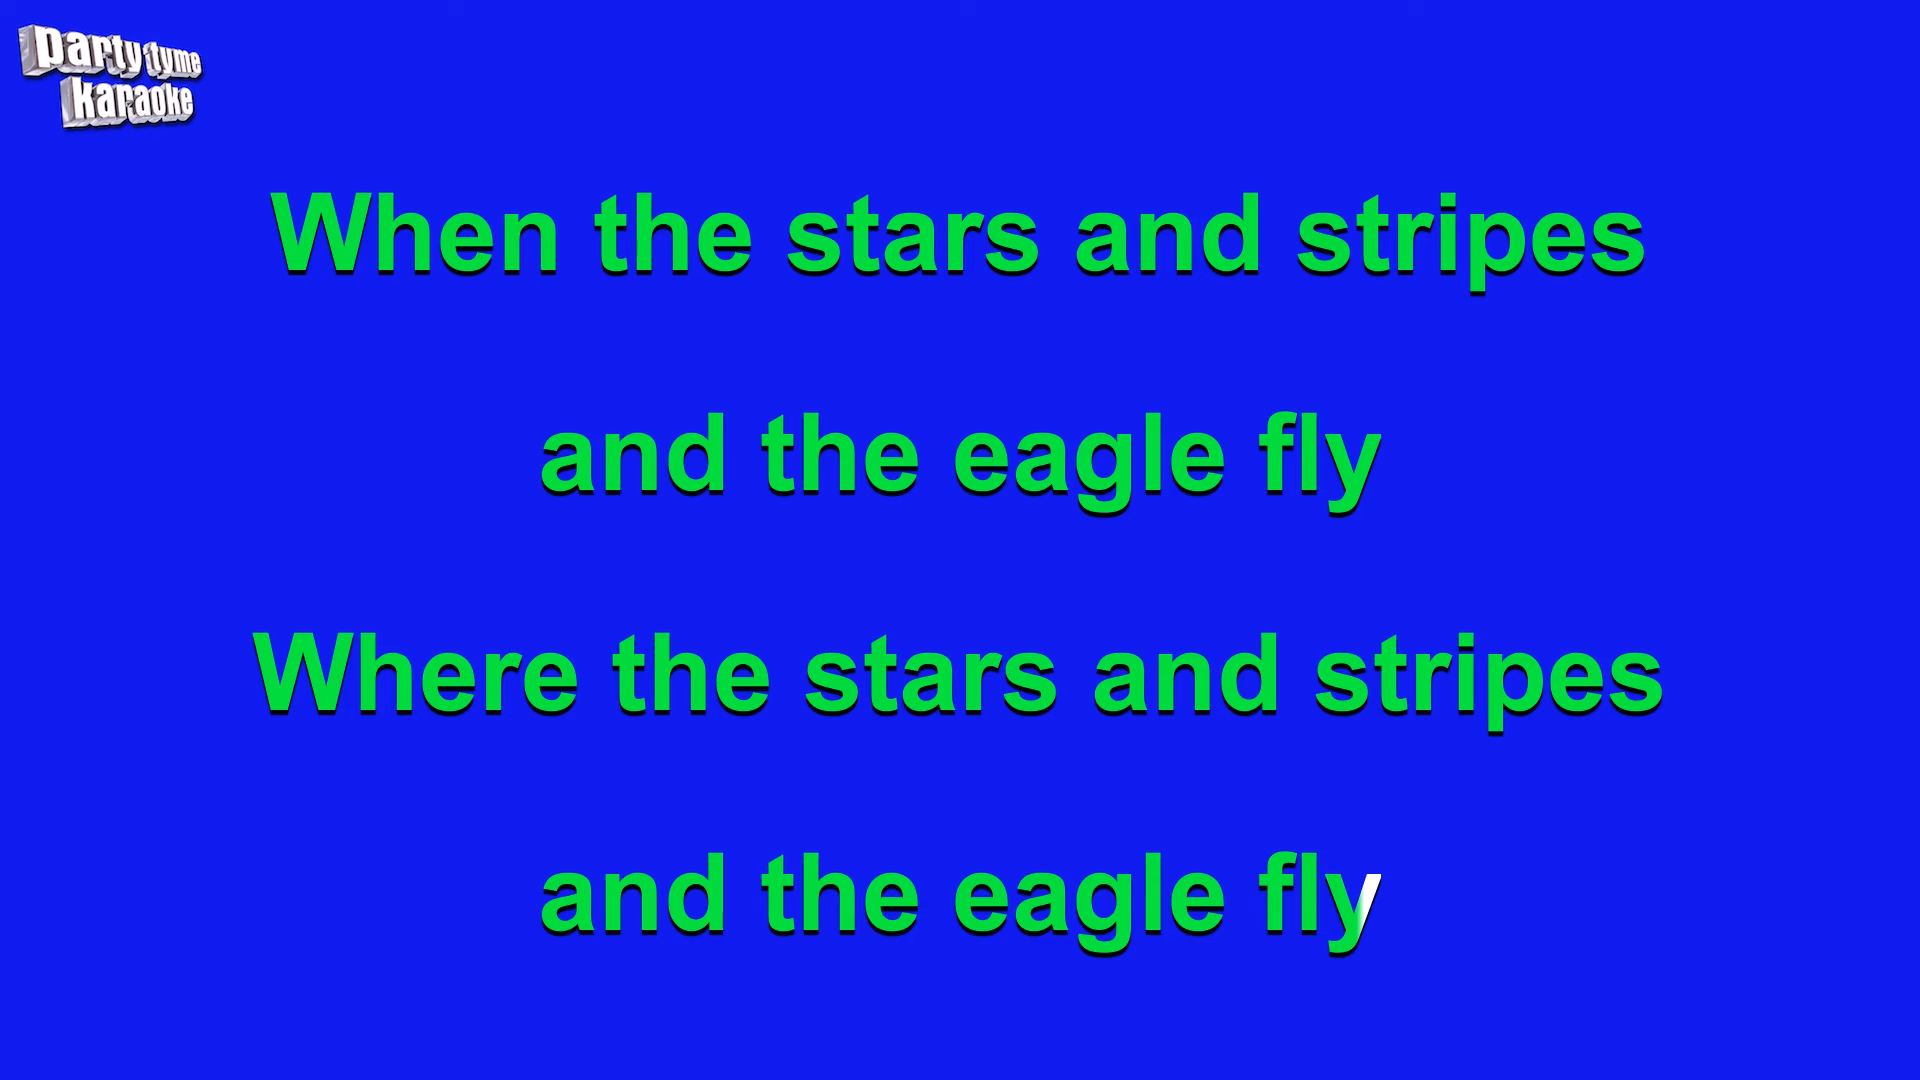 party tyme
karaoke
When the stars and stripes
and the eagle fly
Where the stars and stripes
and the eagle fly